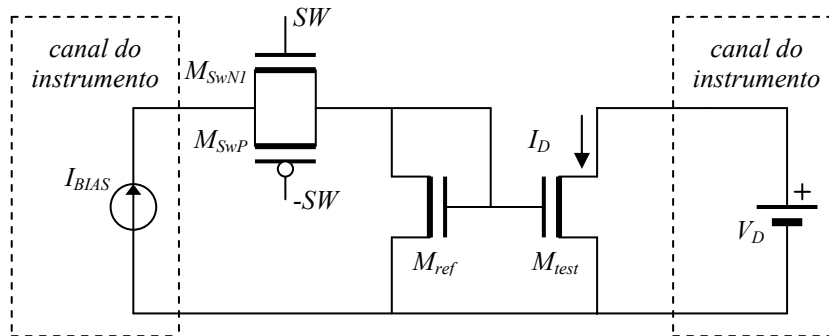 SW
canal do
instrumento
M_SwN1
M_SwP
I_BIAS
-SW
M_ref
I_D
M_test
canal do
instrumento
+
V_D